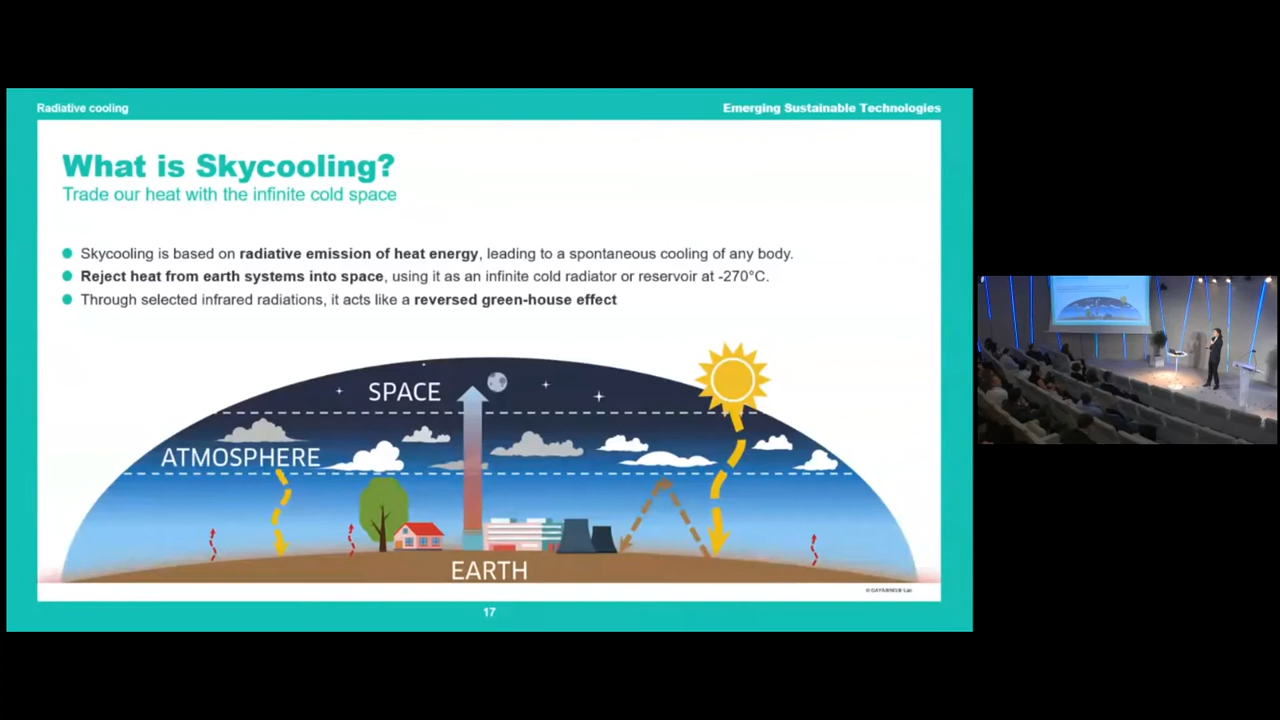 Radiative cooling
Emerging Sustainable Technologies
What is Skycooling?
Trade our heat with the infinite cold space
Skycooling is based on radiative emission of heat energy, leading to a spontaneous cooling of any body.
Reject heat from earth systems into space, using it as an infinite cold radiator or reservoir at -270°C.
Through selected infrared radiations, it acts like a reversed green-house effect
SPACE
ATMOSPHERE
EARTH
17